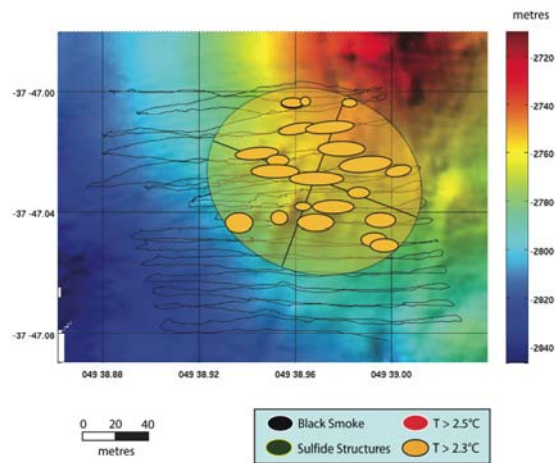 metres
-2720
-37 -47.00
-2740
-2760
-37 -47.04
-2780
-2800
-2820
-37 -47.08
-2840
049 38.88 049 38.92 049 38.96 049 39.00
0 20 40
metres
Black Smoke T > 2.5°C
Sulfide Structures T > 2.3°C